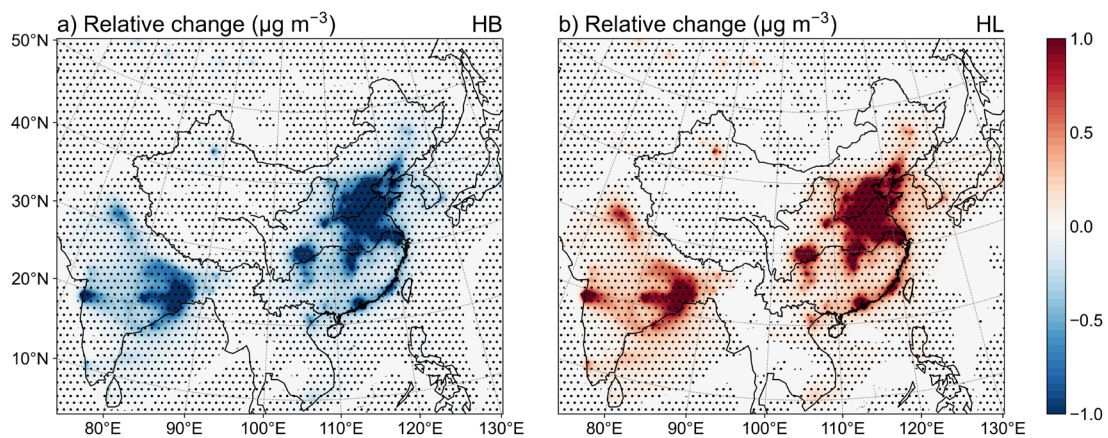 a) Relative change (μg m⁻³) HB
50°N
40°N
30°N
20°N
10°N
80°E 90°E 100°E 110°E 120°E 130°E
b) Relative change (μg m⁻³) HL
80°E 90°E 100°E 110°E 120°E 130°E
1.0
0.5
0.0
−0.5
−1.0